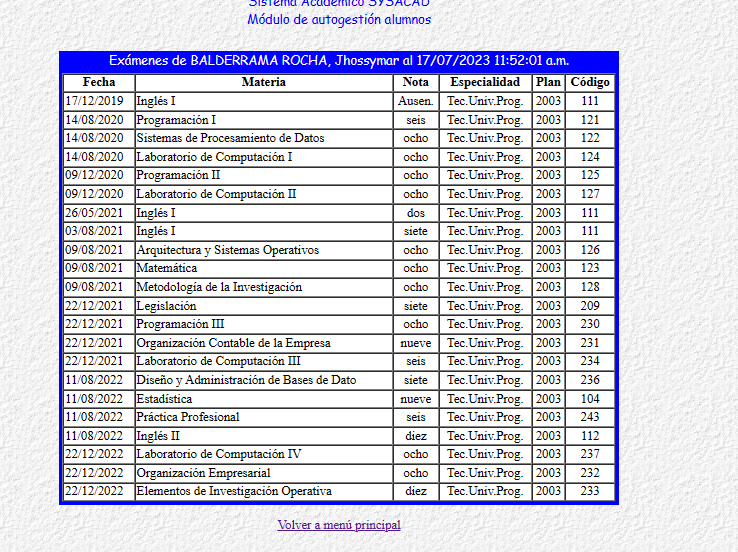 Sistema Académico SYSACAD
Módulo de autogestión alumnos
Exámenes de BALDERRAMA ROCHA, Jhossymar al 17/07/2023 11:52:01 a.m.
Fecha Materia Nota Especialidad Plan Código
17/12/2019 Inglés I Ausen. Tec.Univ.Prog. 2003 111
14/08/2020 Programación I seis Tec.Univ.Prog. 2003 121
14/08/2020 Sistemas de Procesamiento de Datos ocho Tec.Univ.Prog. 2003 122
14/08/2020 Laboratorio de Computación I ocho Tec.Univ.Prog. 2003 124
09/12/2020 Programación II ocho Tec.Univ.Prog. 2003 125
09/12/2020 Laboratorio de Computación II ocho Tec.Univ.Prog. 2003 127
26/05/2021 Inglés I dos Tec.Univ.Prog. 2003 111
03/08/2021 Inglés I siete Tec.Univ.Prog. 2003 111
09/08/2021 Arquitectura y Sistemas Operativos ocho Tec.Univ.Prog. 2003 126
09/08/2021 Matemática ocho Tec.Univ.Prog. 2003 123
09/08/2021 Metodología de la Investigación ocho Tec.Univ.Prog. 2003 128
22/12/2021 Legislación siete Tec.Univ.Prog. 2003 209
22/12/2021 Programación III ocho Tec.Univ.Prog. 2003 230
22/12/2021 Organización Contable de la Empresa nueve Tec.Univ.Prog. 2003 231
22/12/2021 Laboratorio de Computación III seis Tec.Univ.Prog. 2003 234
11/08/2022 Diseño y Administración de Bases de Dato siete Tec.Univ.Prog. 2003 236
11/08/2022 Estadística nueve Tec.Univ.Prog. 2003 104
11/08/2022 Práctica Profesional seis Tec.Univ.Prog. 2003 243
11/08/2022 Inglés II diez Tec.Univ.Prog. 2003 112
22/12/2022 Laboratorio de Computación IV ocho Tec.Univ.Prog. 2003 237
22/12/2022 Organización Empresarial ocho Tec.Univ.Prog. 2003 232
22/12/2022 Elementos de Investigación Operativa diez Tec.Univ.Prog. 2003 233
Volver a menú principal